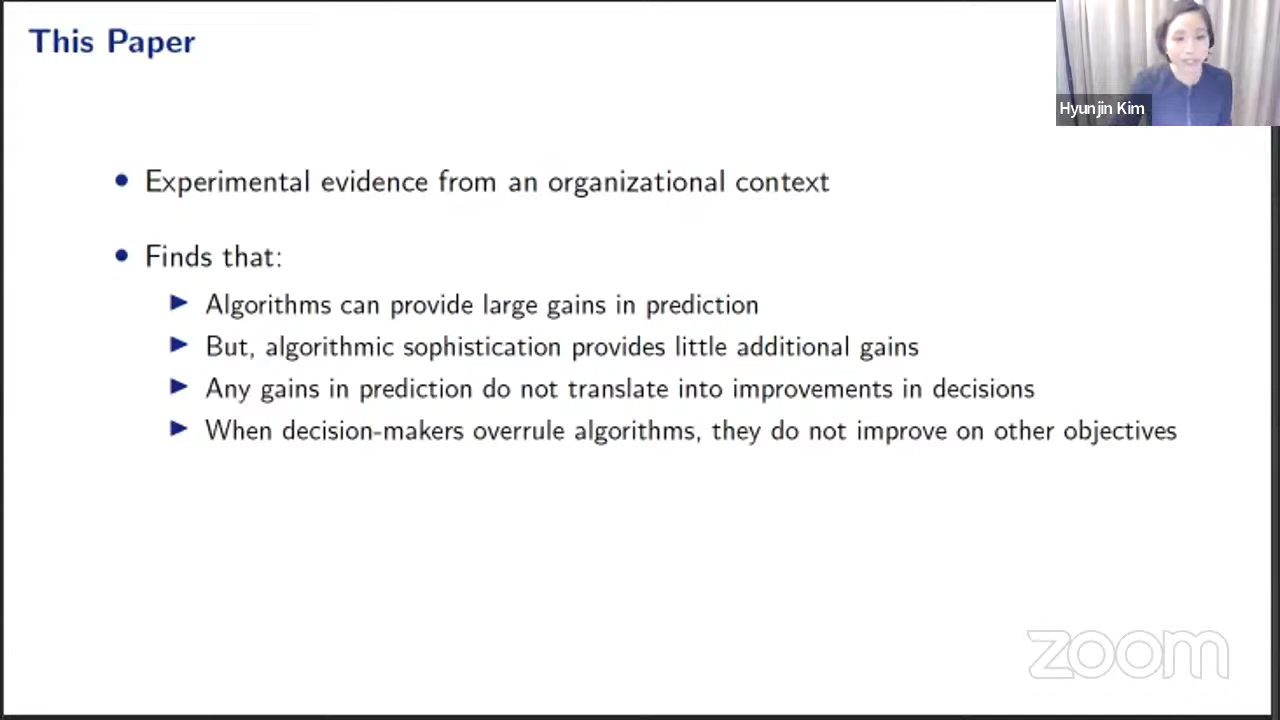 This Paper
Hyunjin Kim
• Experimental evidence from an organizational context
• Finds that:
▶ Algorithms can provide large gains in prediction
▶ But, algorithmic sophistication provides little additional gains
▶ Any gains in prediction do not translate into improvements in decisions
▶ When decision-makers overrule algorithms, they do not improve on other objectives
zoom